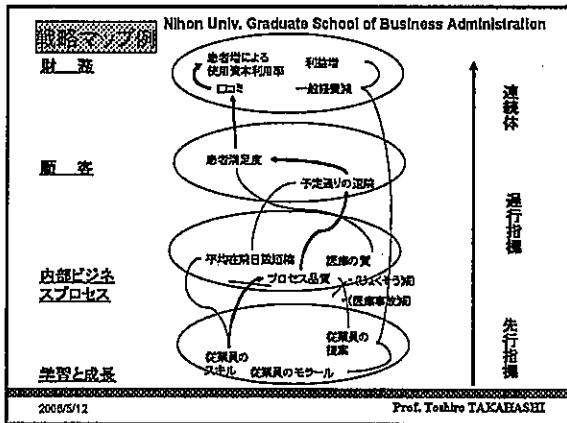 Nihon Univ. Graduate School of Business Administration
戦略マップ例
財 務
患者増による
使用資本利用率
利益増
口コミ
一般経費減
連続体
顧 客
患者満足度
予定通りの退院
遅行指標
平均在院日数短縮
医療の質
内部ビジネ
スプロセス
プロセス品質
(じょくそう減)
(医療事故)減
従業員の
提案
先行指標
従業員の
スキル
従業員のモラール
学習と成長
2006/5/12
Prof. Toshiro TAKAHASHI